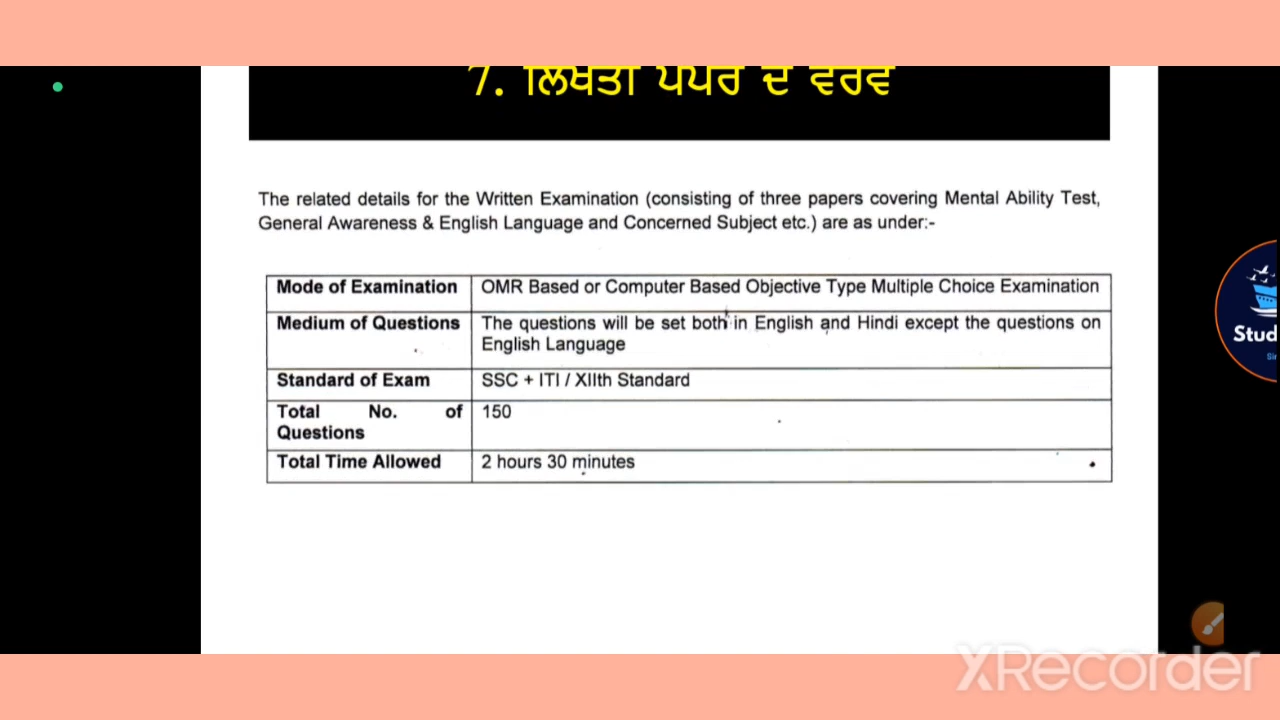 7. ਲਿਖਤੀ ਪੇਪਰ ਦੇ ਵੇਰਵੇ
The related details for the Written Examination (consisting of three papers covering Mental Ability Test,
General Awareness & English Language and Concerned Subject etc.) are as under:-
Mode of Examination OMR Based or Computer Based Objective Type Multiple Choice Examination
Medium of Questions The questions will be set both in English and Hindi except the questions on
English Language
Standard of Exam SSC + ITI / XIIth Standard
Total No. of 150
Questions
Total Time Allowed 2 hours 30 minutes
Stud
XRecorder